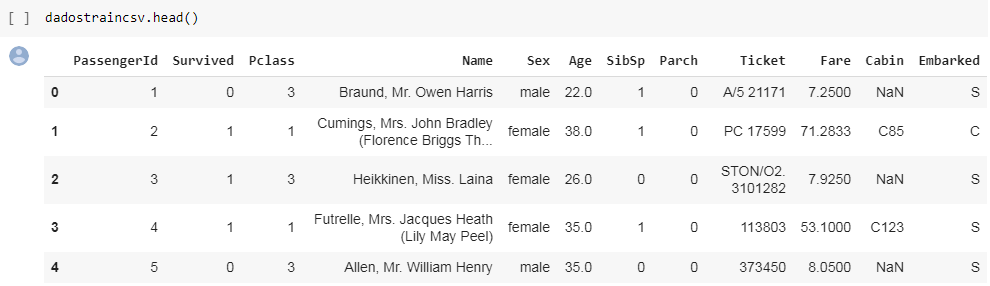 [ ] dadostraincsv.head()
PassengerId Survived Pclass Name Sex Age SibSp Parch Ticket Fare Cabin Embarked
0 1 0 3 Braund, Mr. Owen Harris male 22.0 1 0 A/5 21171 7.2500 NaN S
1 2 1 1 Cumings, Mrs. John Bradley (Florence Briggs Th... female 38.0 1 0 PC 17599 71.2833 C85 C
2 3 1 3 Heikkinen, Miss. Laina female 26.0 0 0 STON/O2. 3101282 7.9250 NaN S
3 4 1 1 Futrelle, Mrs. Jacques Heath (Lily May Peel) female 35.0 1 0 113803 53.1000 C123 S
4 5 0 3 Allen, Mr. William Henry male 35.0 0 0 373450 8.0500 NaN S